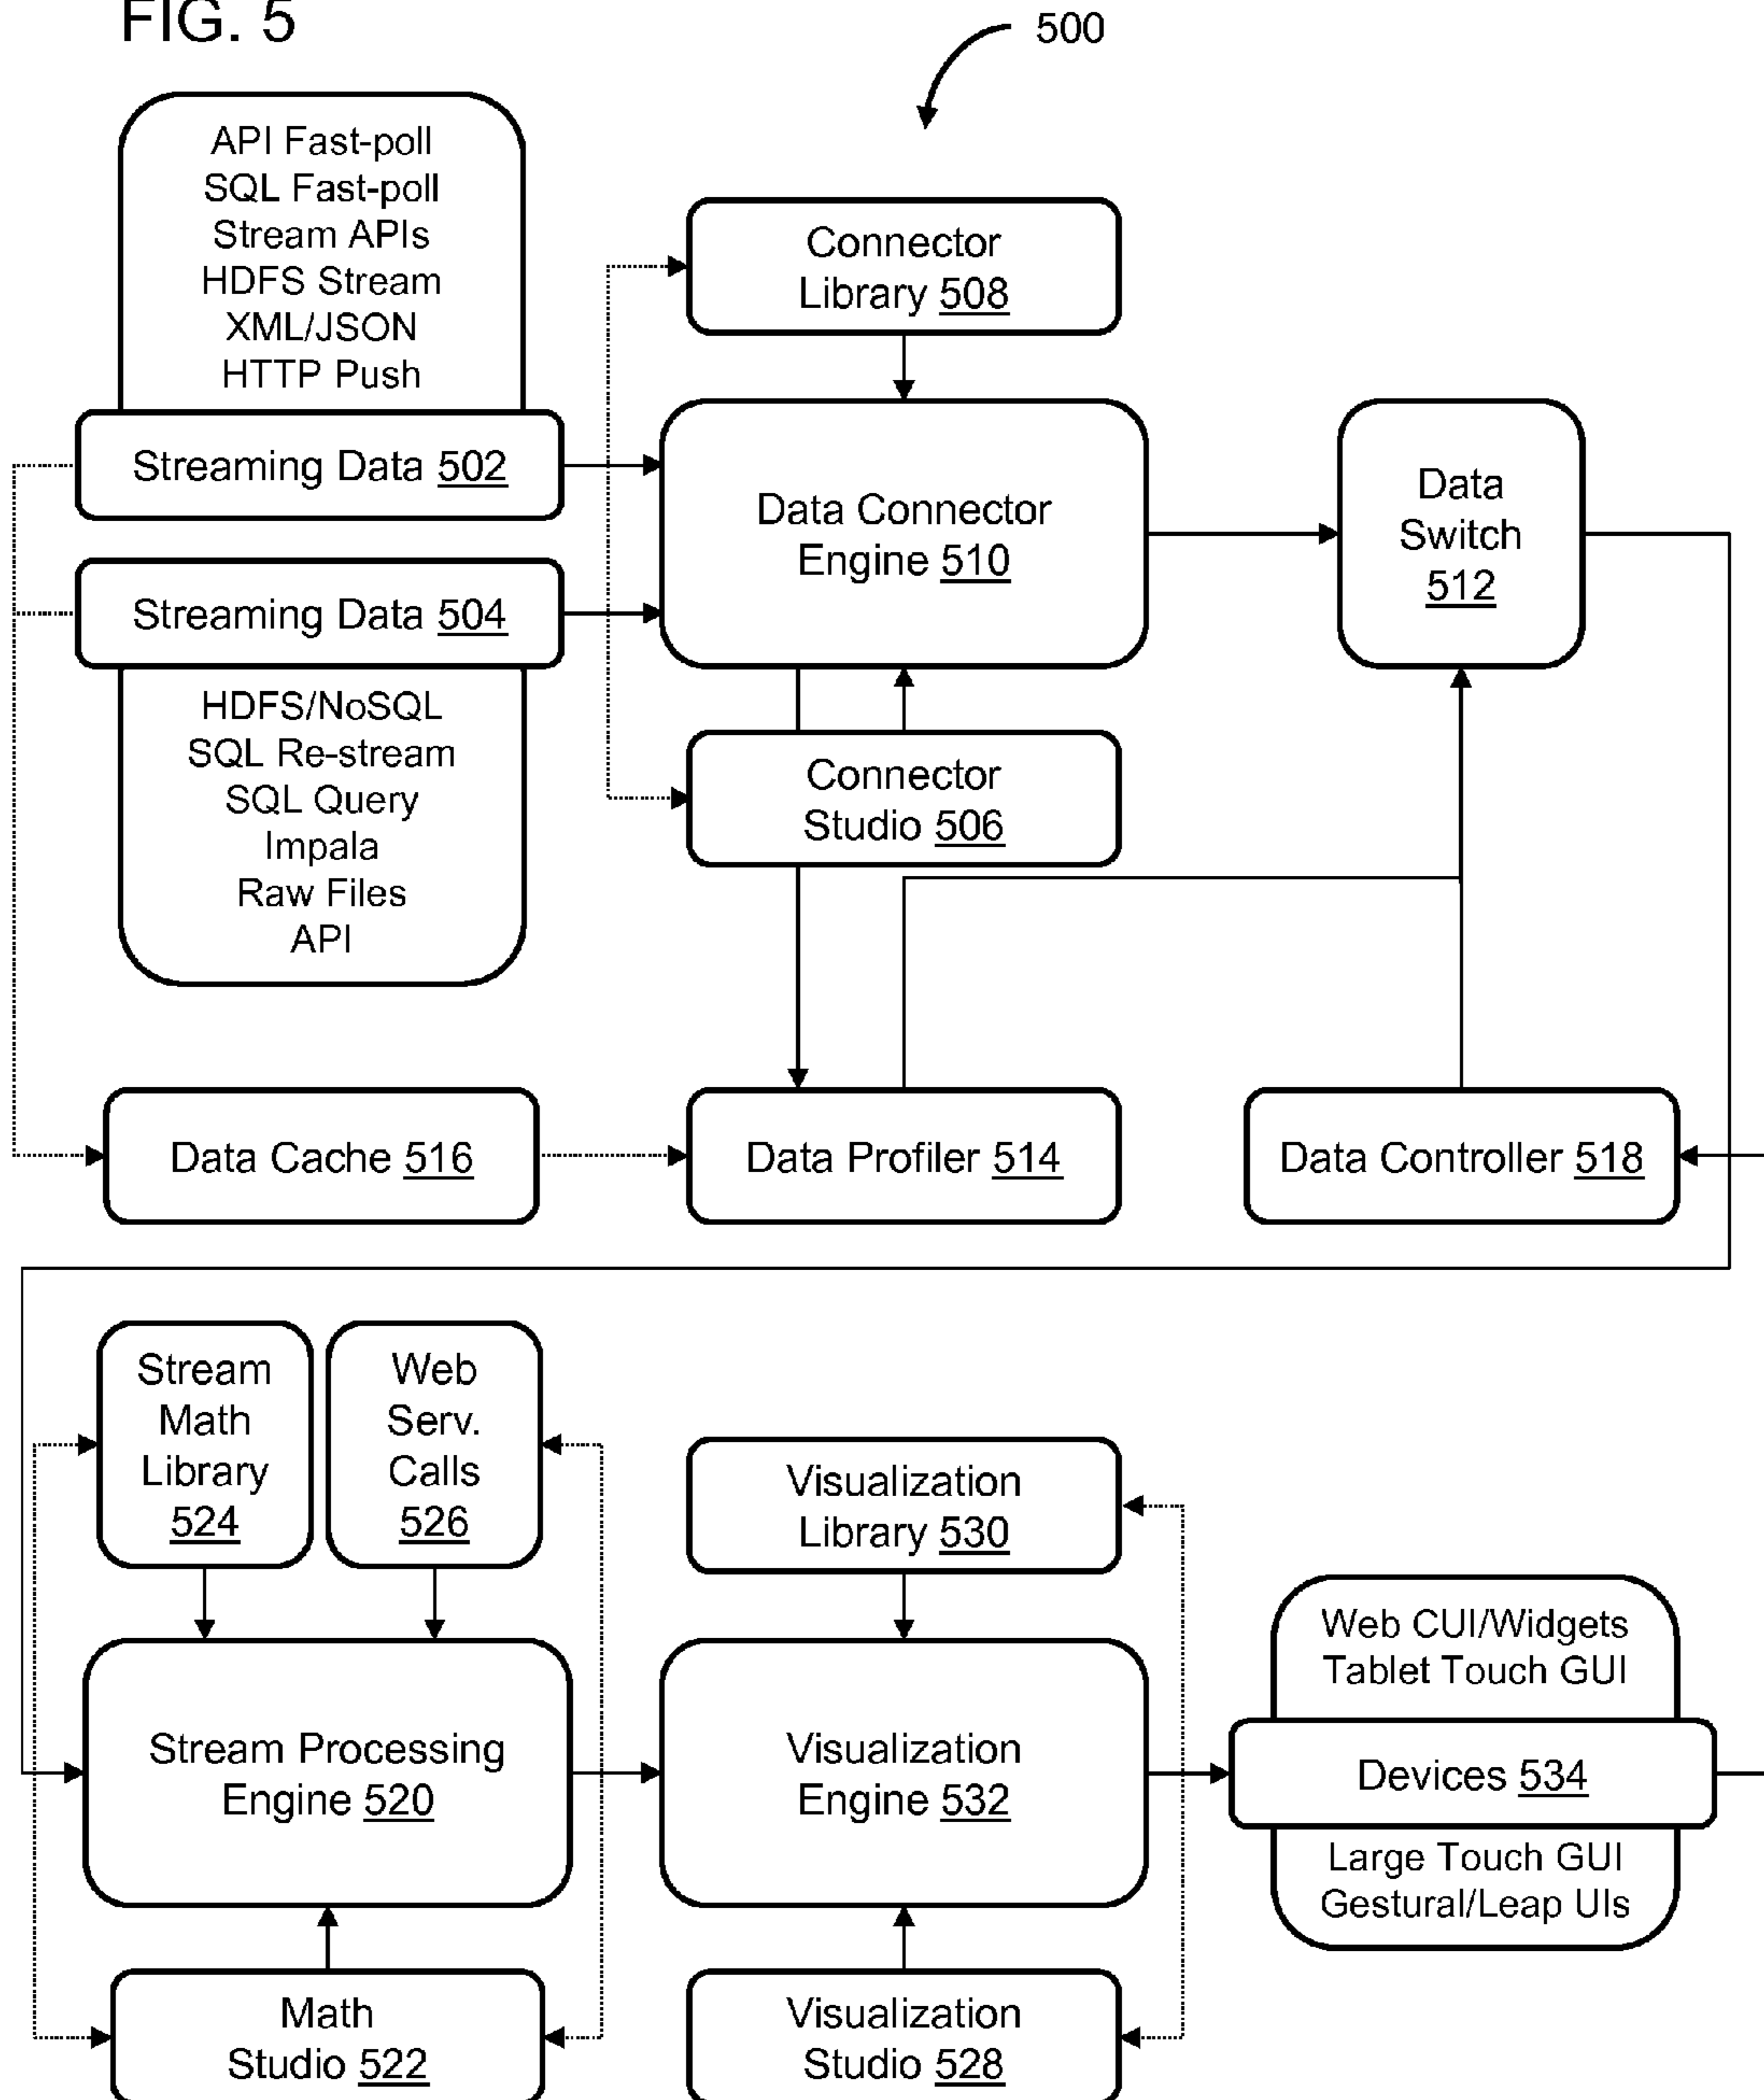 FIG. 5
500
API Fast-poll
SQL Fast-poll
Stream APIs
HDFS Stream
XML/JSON
HTTP Push
Streaming Data 502
Streaming Data 504
HDFS/NoSQL
SQL Re-stream
SQL Query
Impala
Raw Files
API
Connector
Library 508
Data Connector
Engine 510
Connector
Studio 506
Data
Switch
512
Data Cache 516
Data Profiler 514
Data Controller 518
Stream
Math
Library
524
Web
Serv.
Calls
526
Stream Processing
Engine 520
Math
Studio 522
Visualization
Library 530
Visualization
Engine 532
Visualization
Studio 528
Web CUI/Widgets
Tablet Touch GUI
Devices 534
Large Touch GUI
Gestural/Leap UIs